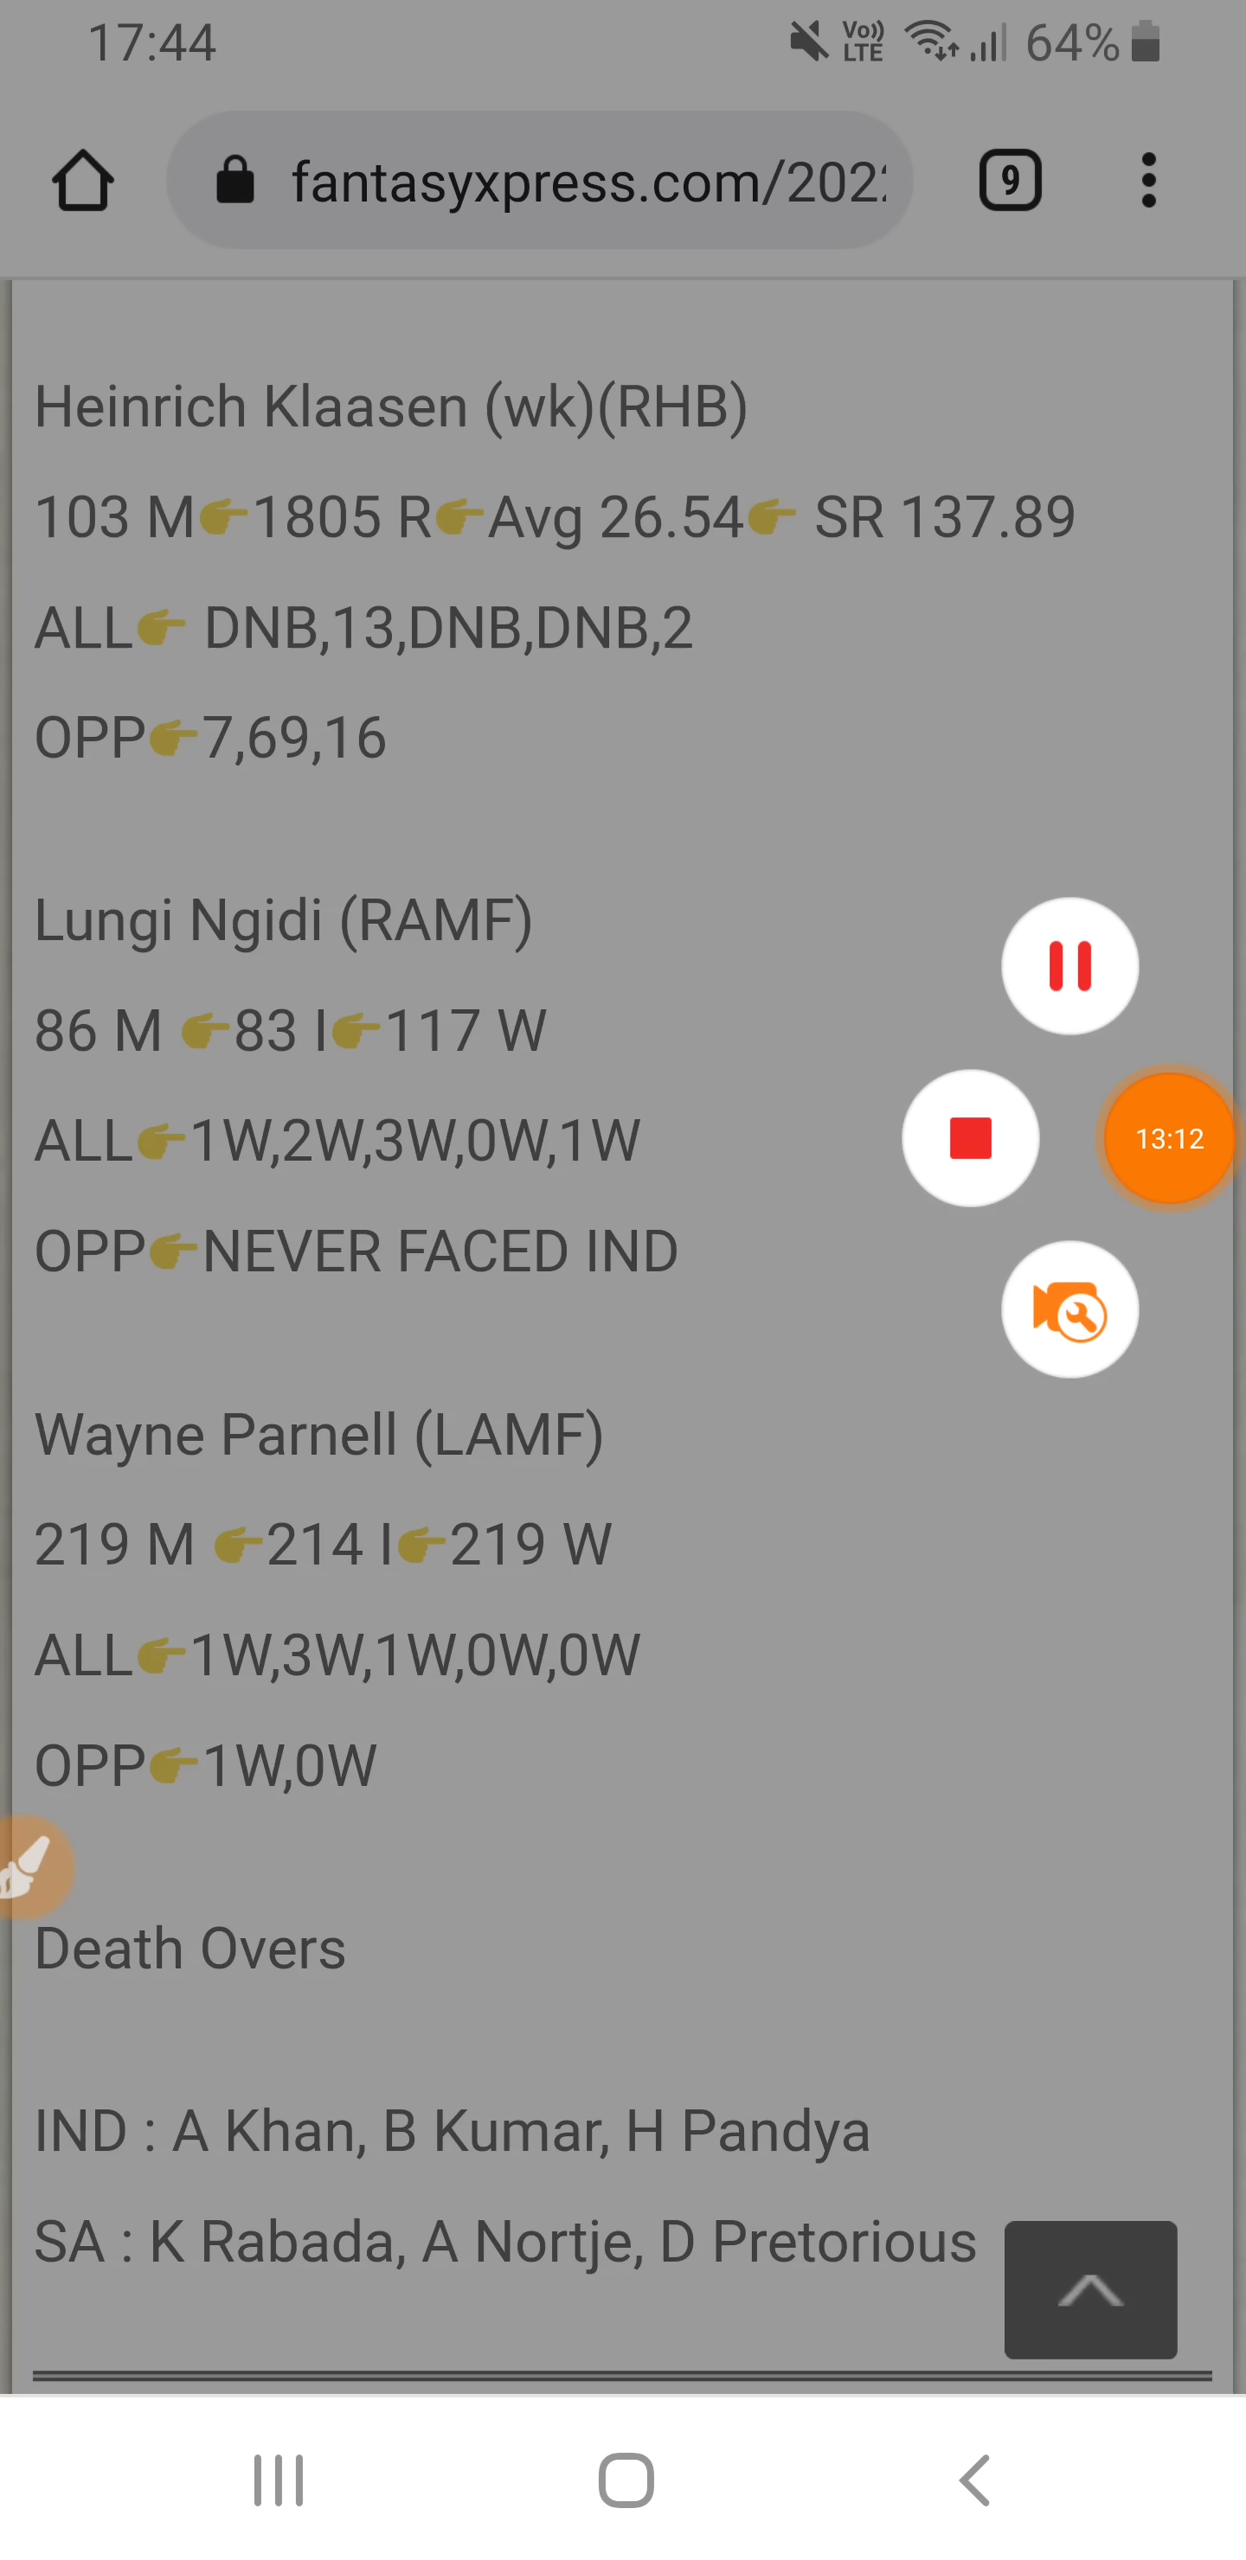 17:44
Vo)) LTE 64%
fantasyxpress.com/202
9
Heinrich Klaasen (wk)(RHB)
103 M👉1805 R👉Avg 26.54👉 SR 137.89
ALL👉 DNB,13,DNB,DNB,2
OPP👉7,69,16
Lungi Ngidi (RAMF)
86 M 👉83 I👉117 W
ALL👉1W,2W,3W,0W,1W
13:12
OPP👉NEVER FACED IND
Wayne Parnell (LAMF)
219 M 👉214 I👉219 W
ALL👉1W,3W,1W,0W,0W
OPP👉1W,0W
Death Overs
IND : A Khan, B Kumar, H Pandya
SA : K Rabada, A Nortje, D Pretorious